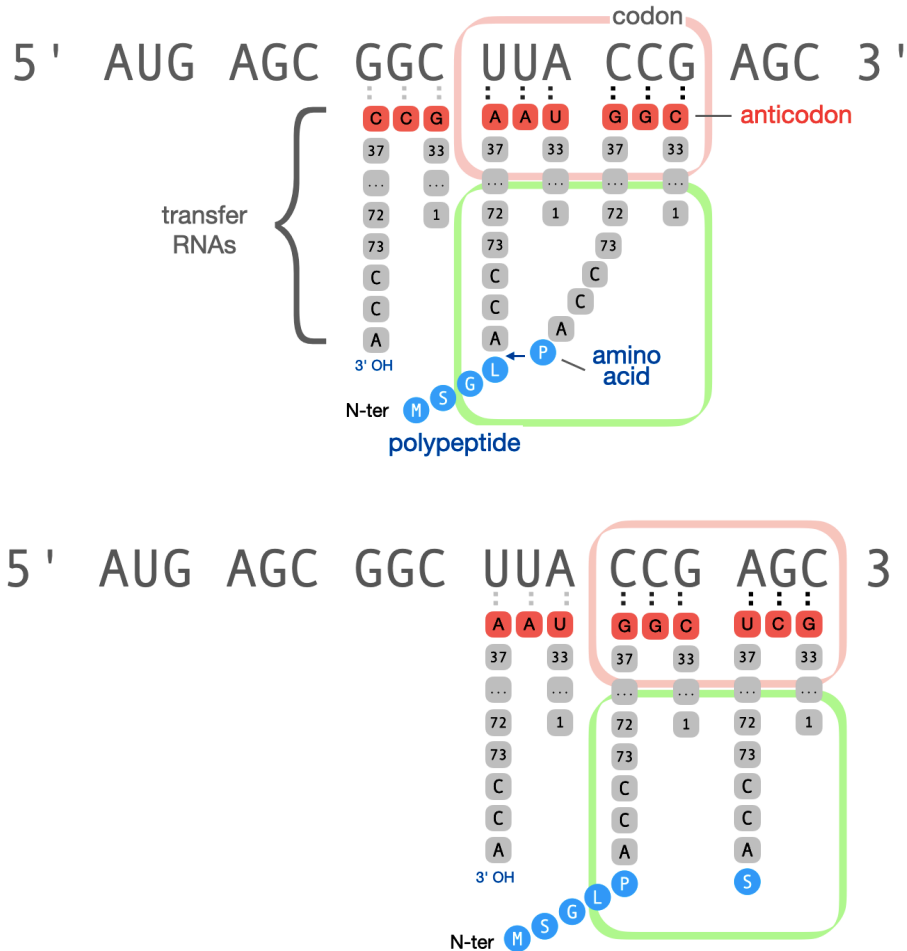 codon
5' AUG AGC GGC UUA CCG AGC 3'
C C G A A U G G C anticodon
37 33 37 33 37 33
... ... ... ... ... ...
72 1 72 1 72 1
transfer
RNAs
73 73 73
C C C
C C C
A A A
3' OH L P amino
acid
N-ter M S G
polypeptide
5' AUG AGC GGC UUA CCG AGC 3
A A U G G C U C G
37 33 37 33 37 33
... ... ... ... ... ...
72 1 72 1 72 1
73 73 73
C C C
C C C
A A A
3' OH P S
N-ter M S G L